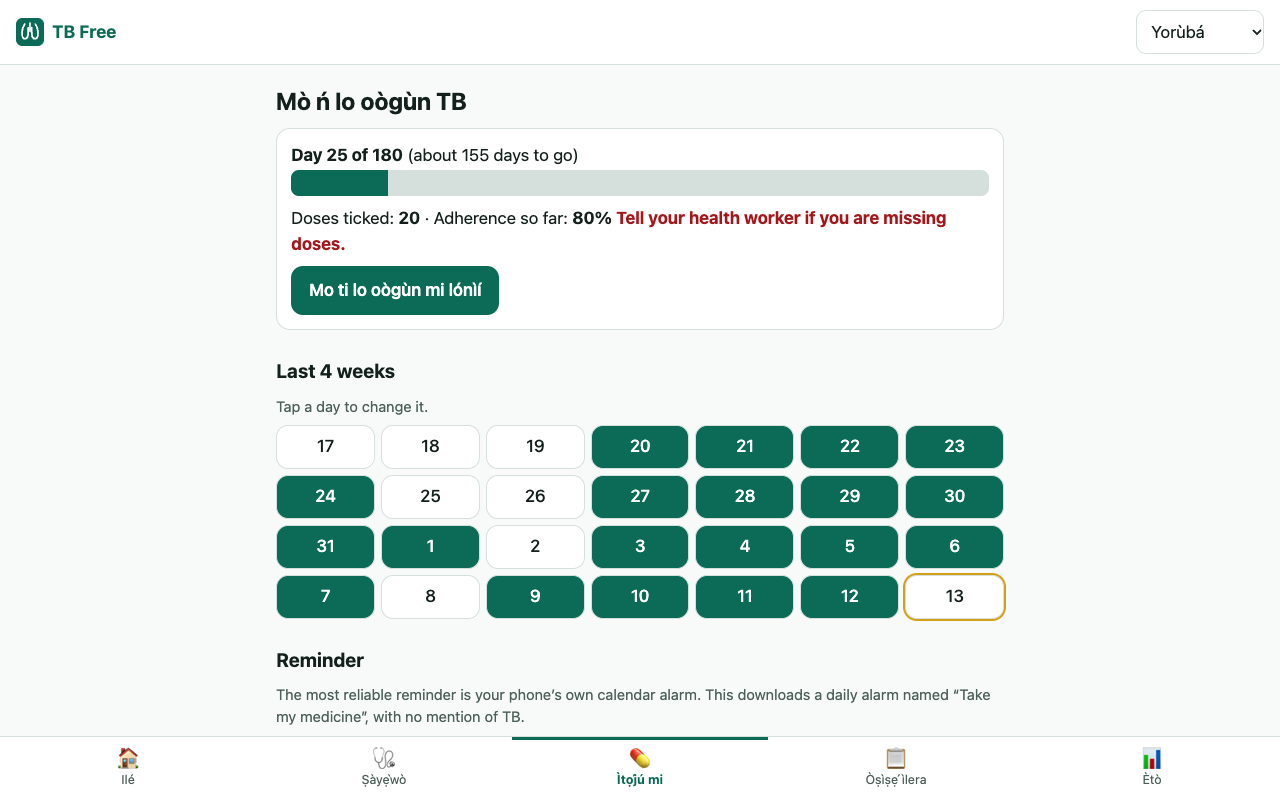 TB Free
Yorùbá
Mò ń lo oògùn TB
Day 25 of 180 (about 155 days to go)
Doses ticked: 20 · Adherence so far: 80% Tell your health worker if you are missing
doses.
Mo ti lo oògùn mi lónìí
Last 4 weeks
Tap a day to change it.
17 18 19 20 21 22 23
24 25 26 27 28 29 30
31 1 2 3 4 5 6
7 8 9 10 11 12 13
Reminder
The most reliable reminder is your phone’s own calendar alarm. This downloads a daily alarm named “Take
my medicine”, with no mention of TB.
Ilé Ṣàyẹ̀wò Ìtọ́jú mi Òṣìṣẹ́ ìlera Ètò